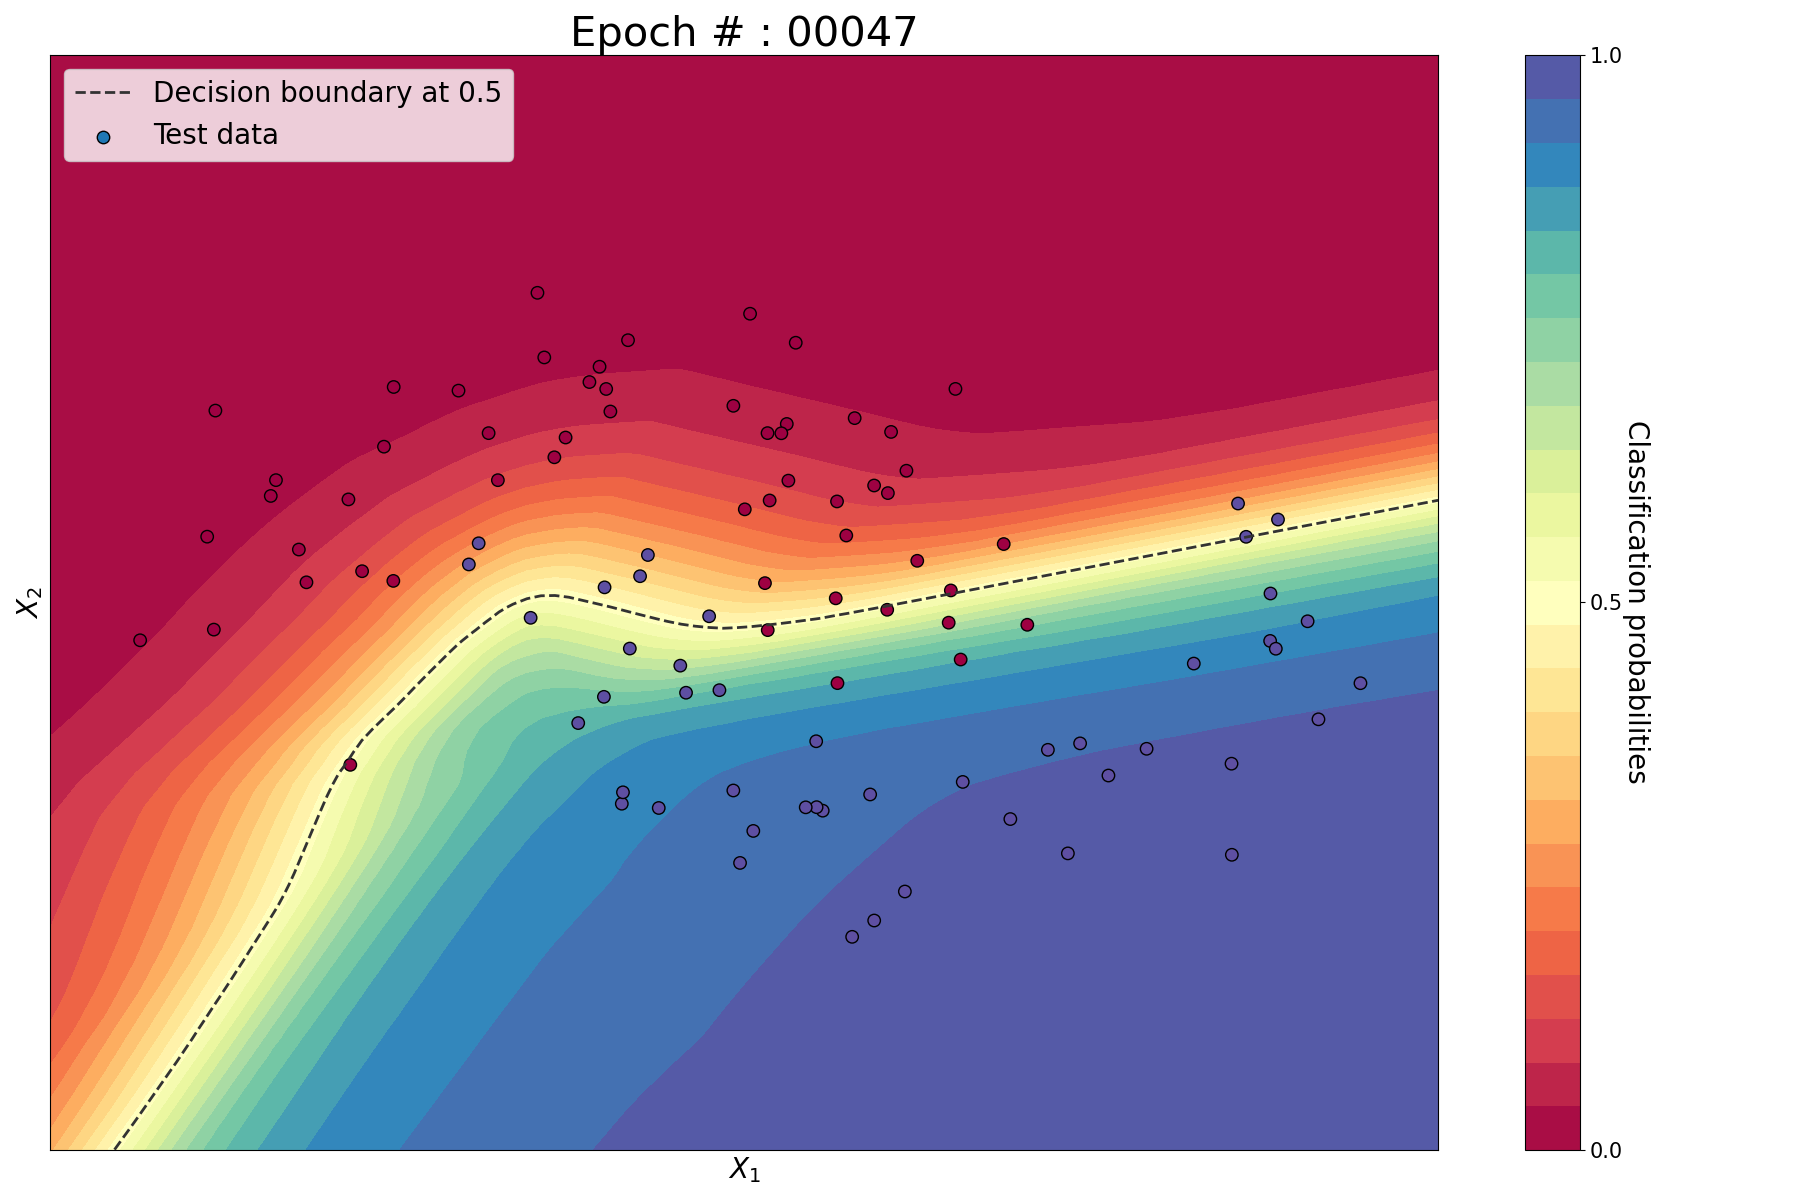 Epoch # : 00047
Decision boundary at 0.5
Test data
1.0
0.5
0.0
Classification probabilities
X₂
X₁